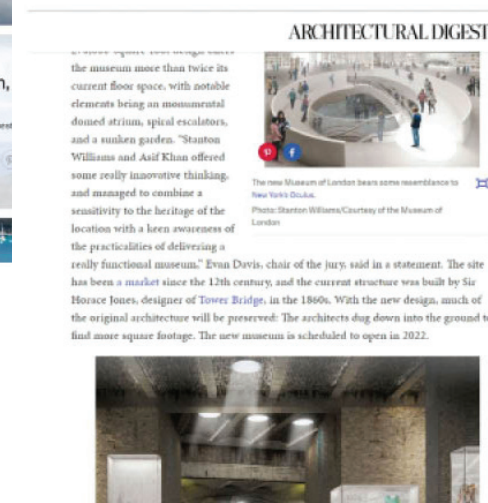 ARCHITECTURAL DIGEST
the museum more than twice its
current floor space, with notable
elements being an monumental
domed atrium, spiral escalators,
and a sunken garden. "Stanton
Williams and Asif Khan offered
some really innovative thinking,
and managed to combine a
sensitivity to the heritage of the
location with a keen awareness of
the practicalities of delivering a
The new Museum of London bears some resemblance to
New York's Oculus.
Photo: Stanton Williams/Courtesy of the Museum of
London
really functional museum," Evan Davis, chair of the jury, said in a statement. The site
has been a market since the 12th century, and the current structure was built by Sir
Horace Jones, designer of Tower Bridge, in the 1860s. With the new design, much of
the original architecture will be preserved: The architects dug down into the ground to
find more square footage. The new museum is scheduled to open in 2022.